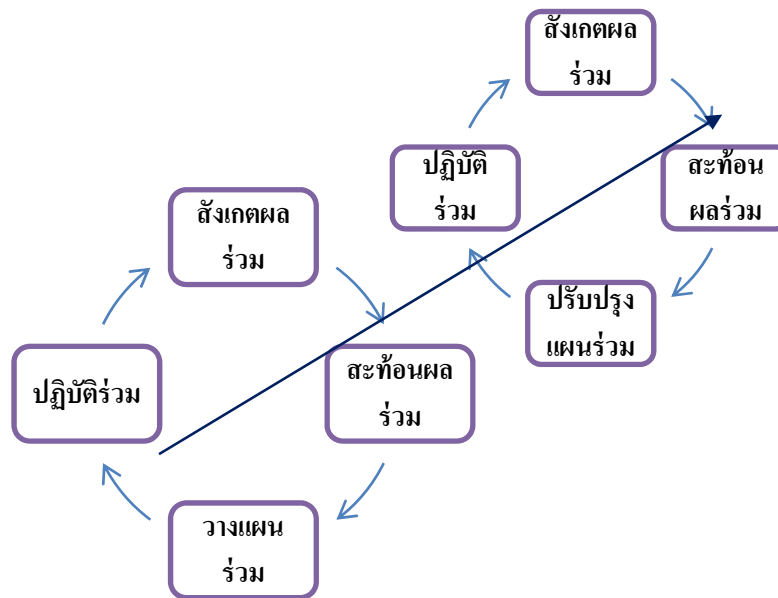 สังเกตผล
ร่วม
ปฏิบัติ
ร่วม
สะท้อน
ผลร่วม
สังเกตผล
ร่วม
ปรับปรุง
แผนร่วม
ปฏิบัติร่วม
สะท้อนผล
ร่วม
วางแผน
ร่วม